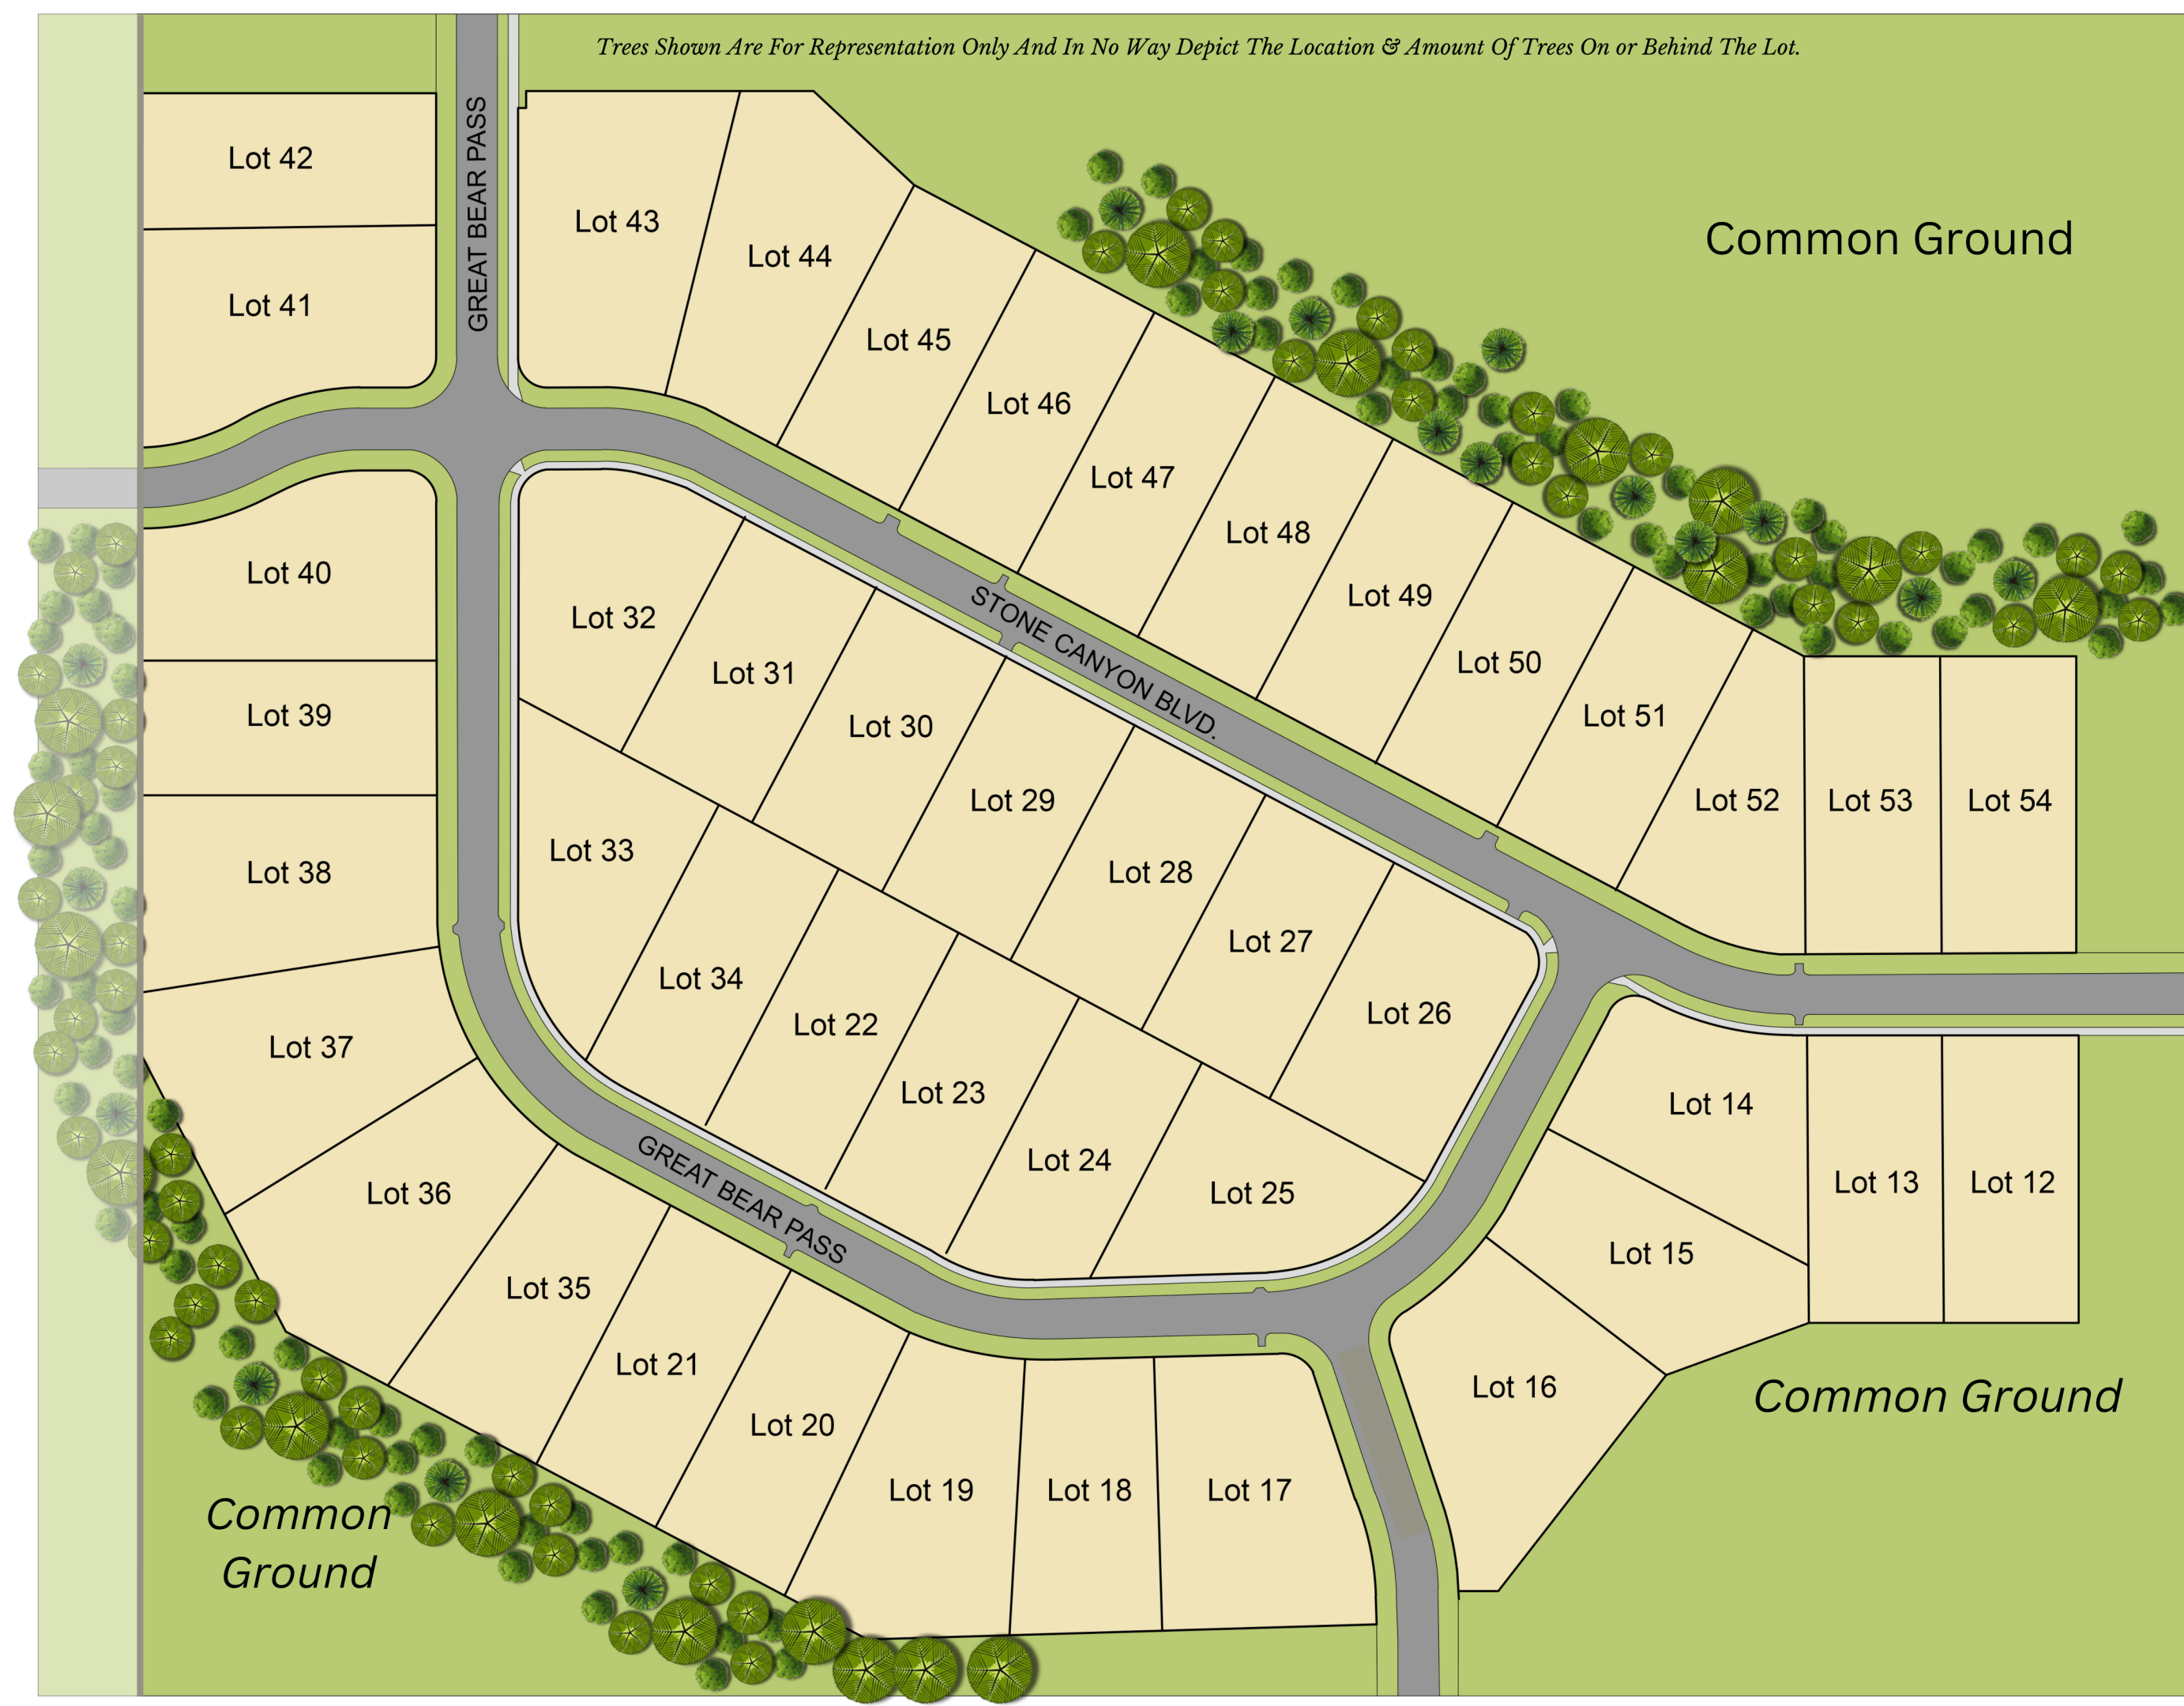 Trees Shown Are For Representation Only And In No Way Depict The Location & Amount Of Trees On or Behind The Lot.
GREAT BEAR PASS
Lot 42
Lot 43
Common Ground
Lot 44
Lot 41
Lot 45
Lot 46
Lot 47
Lot 48
Lot 40
Lot 49
Lot 32
STONE CANYON BLVD.
Lot 50
Lot 31
Lot 39
Lot 51
Lot 30
Lot 29
Lot 52
Lot 53
Lot 54
Lot 33
Lot 38
Lot 28
Lot 27
Lot 34
Lot 26
Lot 22
Lot 37
Lot 23
Lot 14
Lot 24
Lot 13
Lot 12
Lot 36
Lot 25
GREAT BEAR PASS
Lot 15
Lot 35
Lot 21
Lot 16
Common Ground
Lot 20
Lot 19
Lot 18
Lot 17
Common
Ground